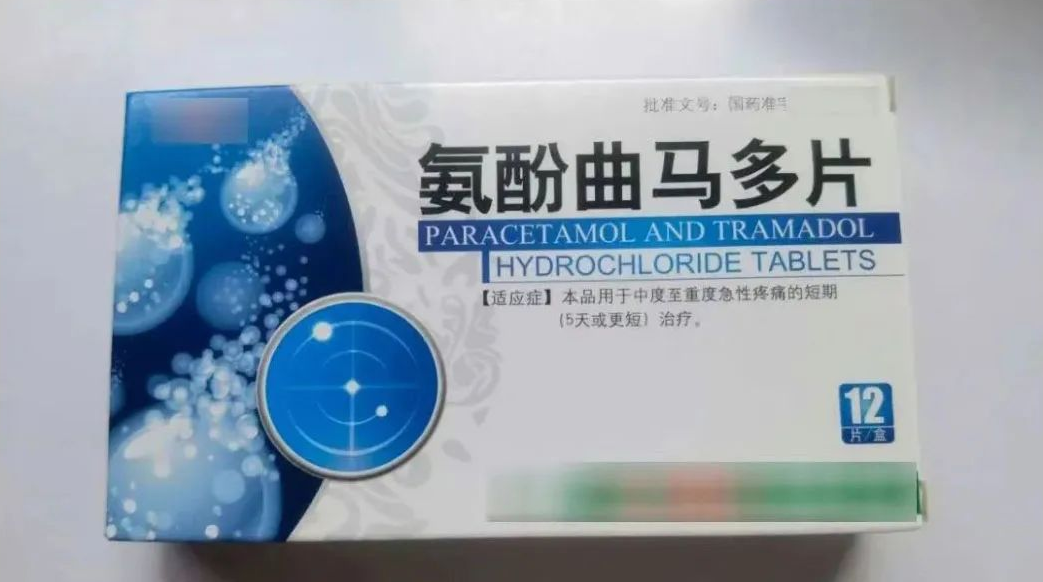 批准文号：国药准
氨酚曲马多片
PARACETAMOL AND TRAMADOL
HYDROCHLORIDE TABLETS
【适应症】本品用于中度至重度急性疼痛的短期
(5天或更短）治疗。
12
片/盒